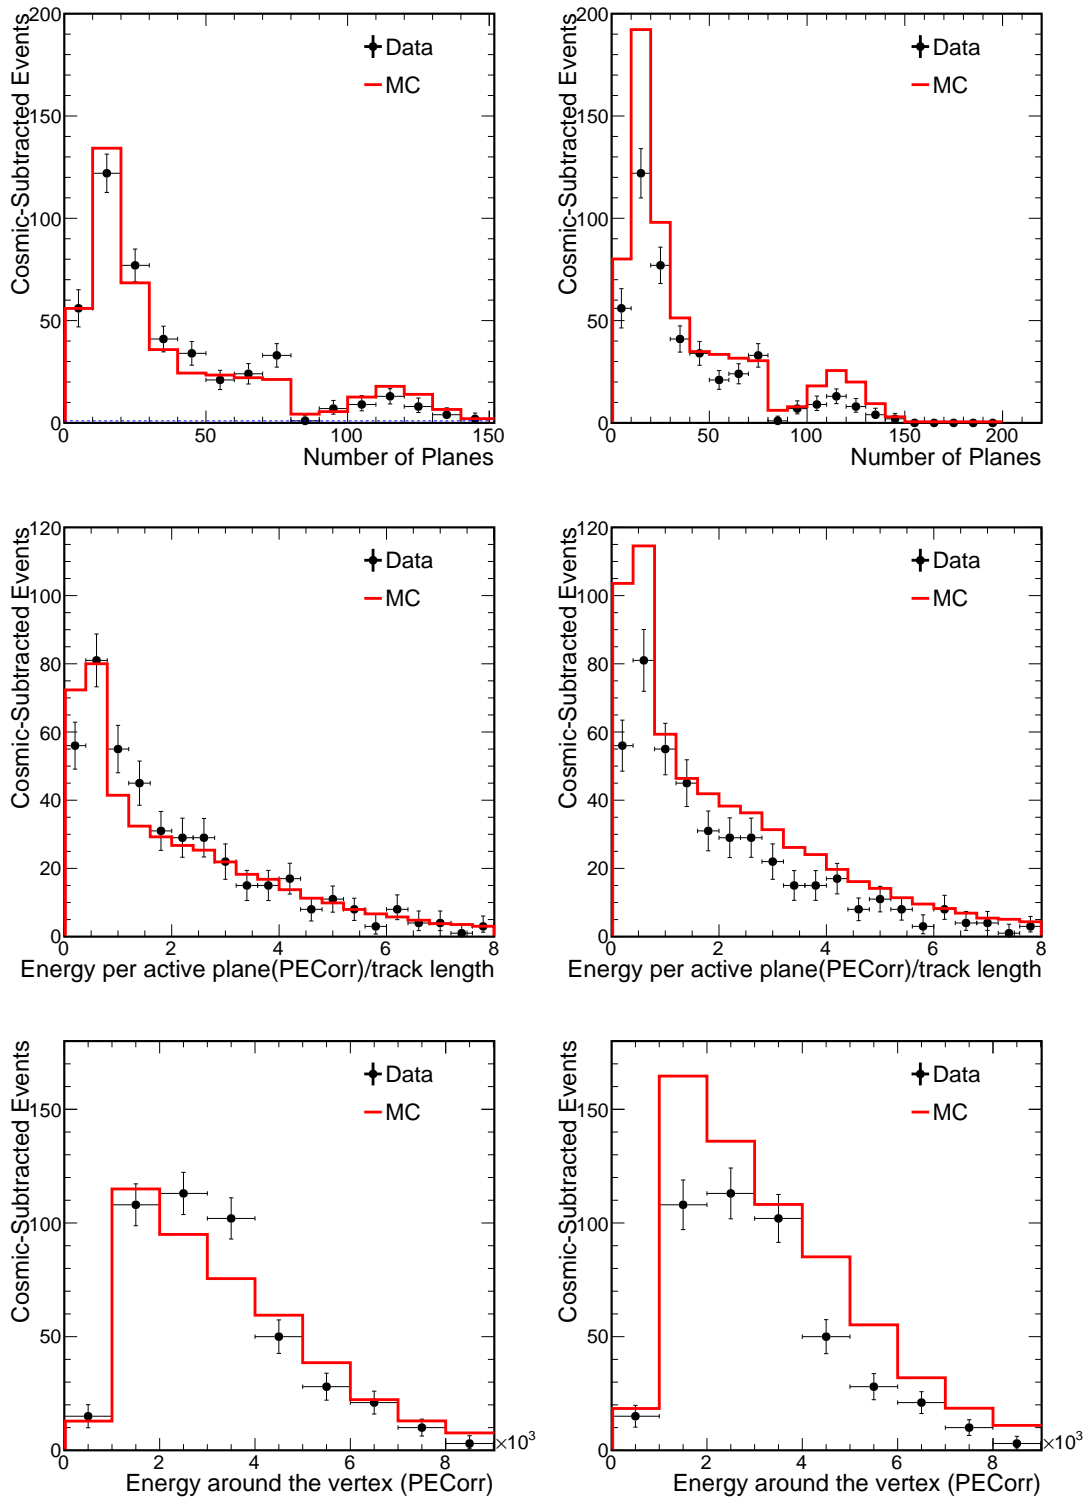 Cosmic-Subtracted Events
200
150
100
50
0
Data
MC
0 50 100 150
Number of Planes
Cosmic-Subtracted Events
200
150
100
50
0
Data
MC
0 50 100 150 200
Number of Planes
Cosmic-Subtracted Events
120
100
80
60
40
20
0
Data
MC
0 2 4 6 8
Energy per active plane(PECorr)/track length
Cosmic-Subtracted Events
120
100
80
60
40
20
0
Data
MC
0 2 4 6 8
Energy per active plane(PECorr)/track length
Cosmic-Subtracted Events
150
100
50
0
Data
MC
0 2 4 6 8 ×10³
Energy around the vertex (PECorr)
Cosmic-Subtracted Events
150
100
50
0
Data
MC
0 2 4 6 8 ×10³
Energy around the vertex (PECorr)